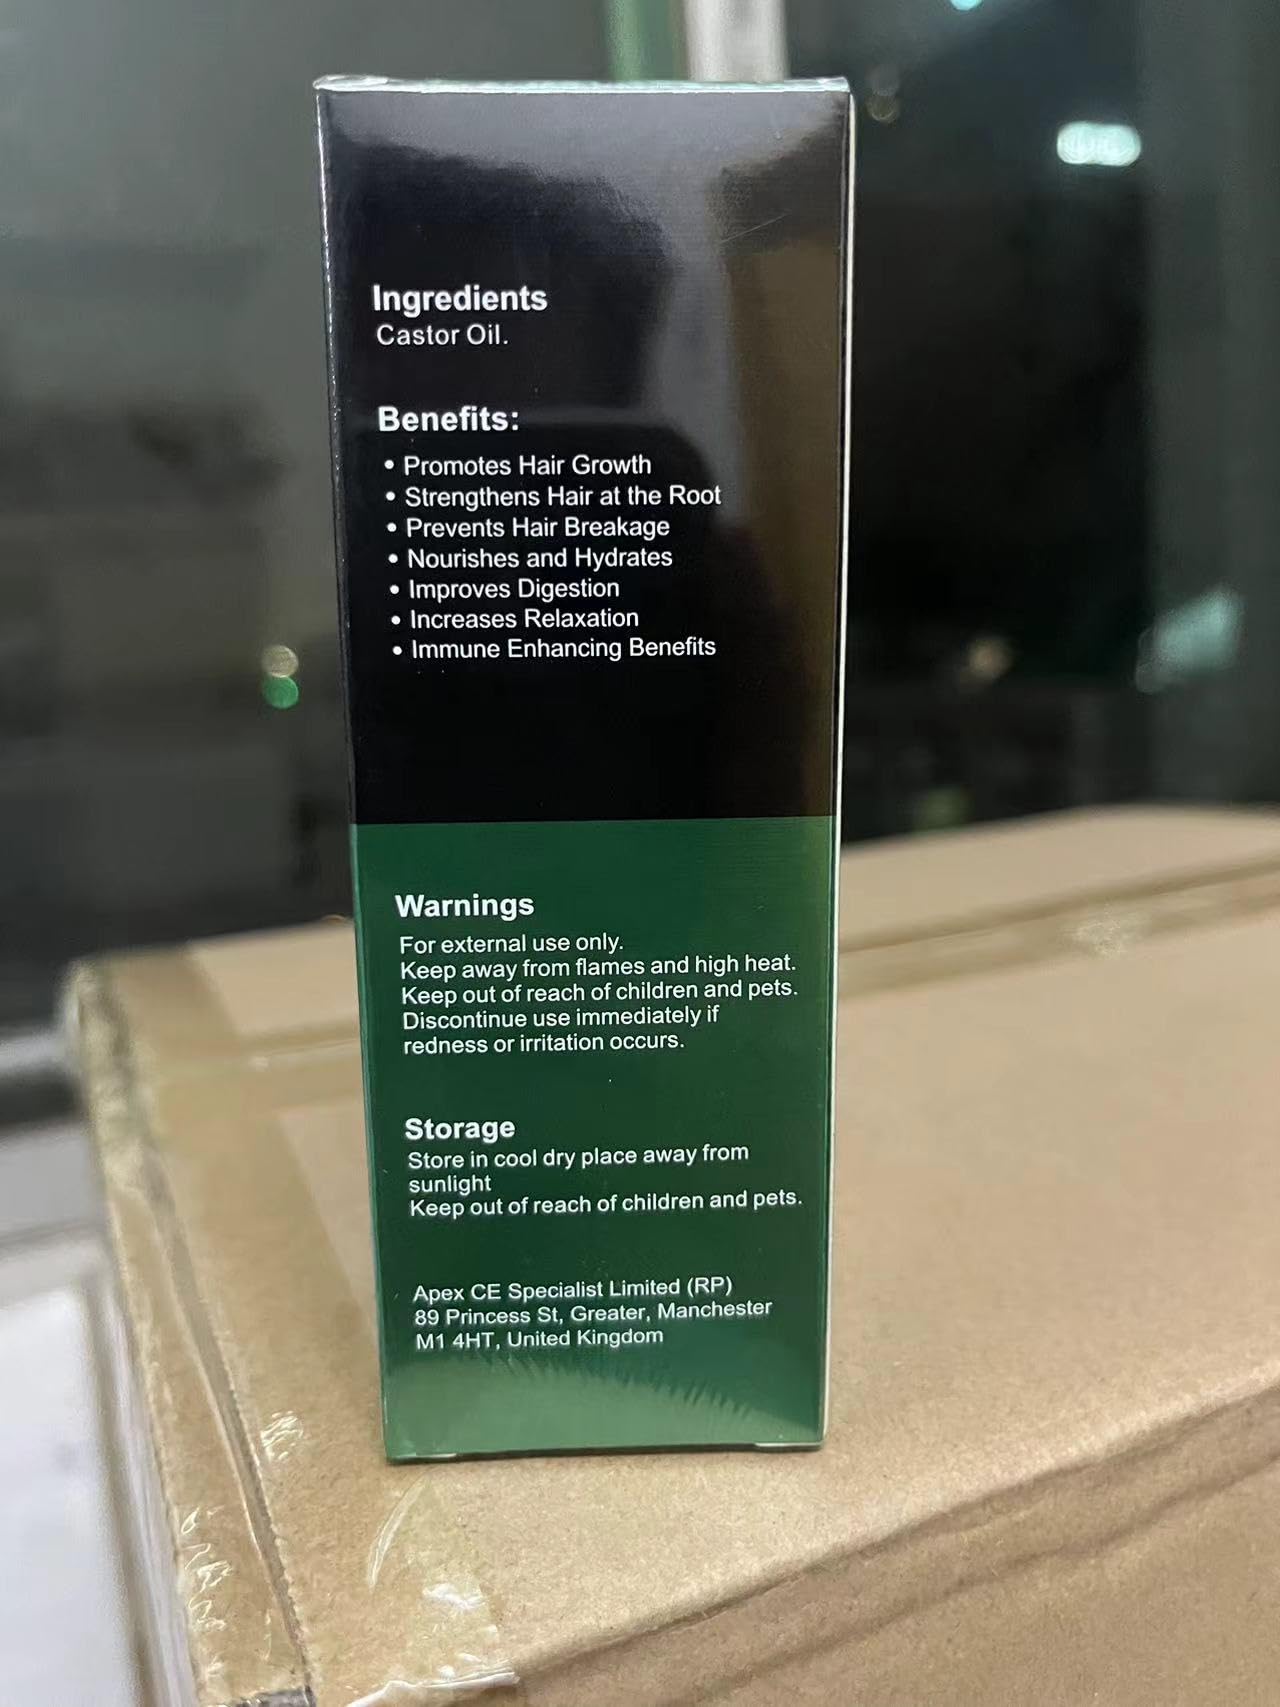 Ingredients
Castor Oil.
Benefits:
• Promotes Hair Growth
• Strengthens Hair at the Root
• Prevents Hair Breakage
• Nourishes and Hydrates
• Improves Digestion
• Increases Relaxation
• Immune Enhancing Benefits
Warnings
For external use only.
Keep away from flames and high heat.
Keep out of reach of children and pets.
Discontinue use immediately if
redness or irritation occurs.
Storage
Store in cool dry place away from
sunlight
Keep out of reach of children and pets.
Apex CE Specialist Limited (RP)
89 Princess St, Greater, Manchester
M1 4HT, United Kingdom